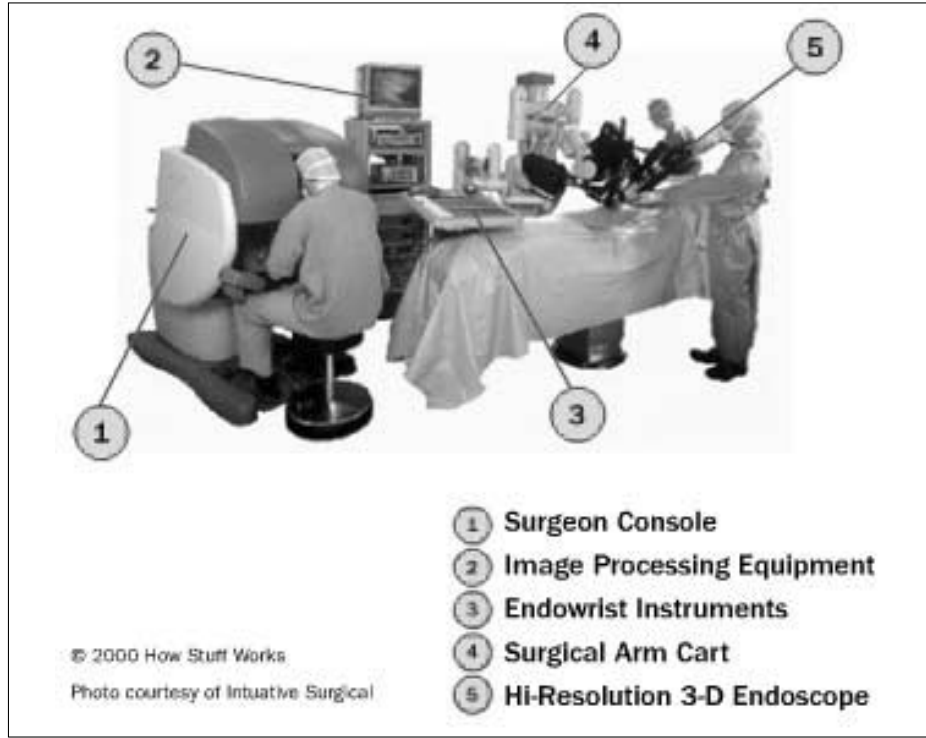 2
4
5
1
3
1 Surgeon Console
2 Image Processing Equipment
3 Endowrist Instruments
4 Surgical Arm Cart
5 Hi-Resolution 3-D Endoscope
© 2000 How Stuff Works
Photo courtesy of Intuative Surgical